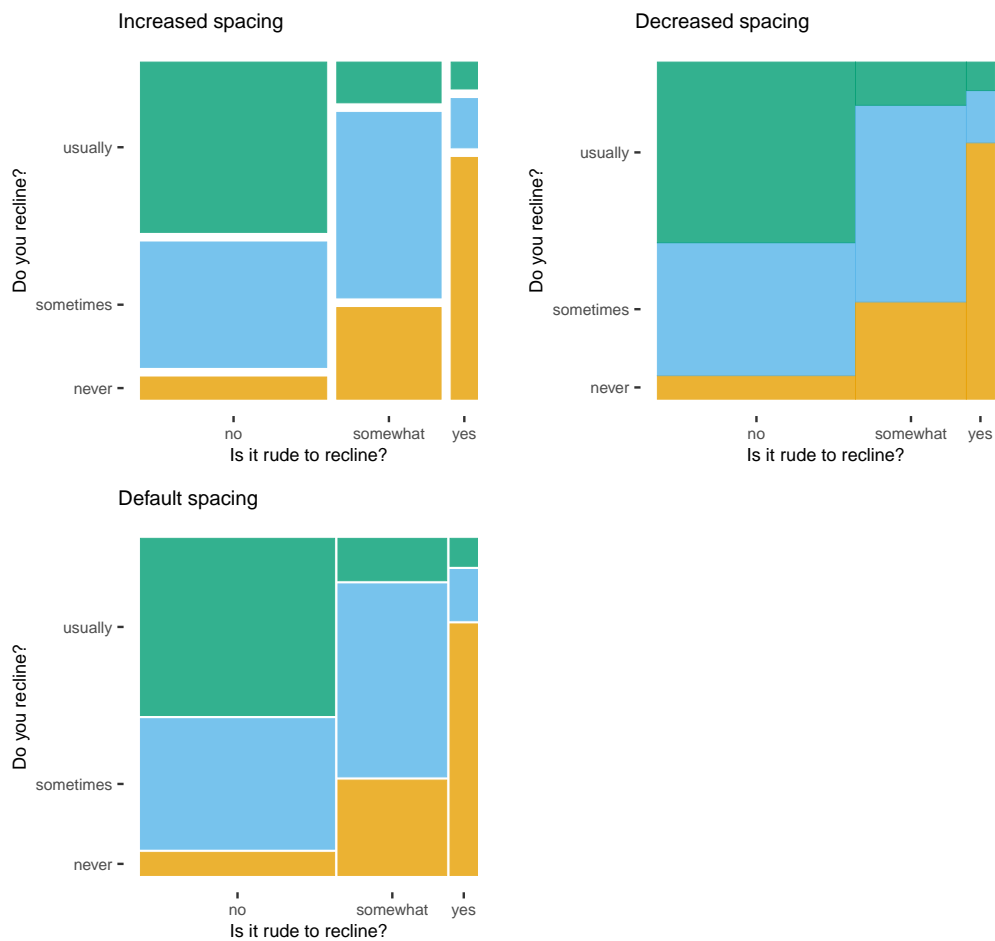 Increased spacing
Do you recline?
usually
sometimes
never
no
somewhat
yes
Is it rude to recline?
Decreased spacing
Do you recline?
usually
sometimes
never
no
somewhat
yes
Is it rude to recline?
Default spacing
Do you recline?
usually
sometimes
never
no
somewhat
yes
Is it rude to recline?